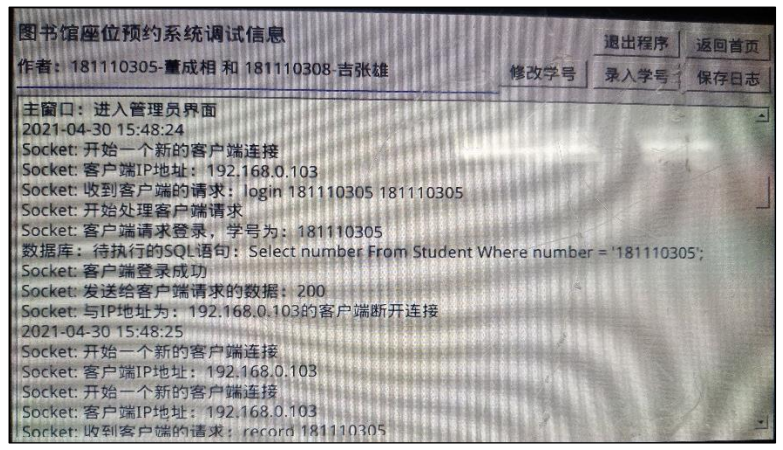 图书馆座位预约系统调试信息
退出程序 返回首页
作者：181110305-董成相 和 181110308-吉张雄
修改学号 录入学号 保存日志
主窗口：进入管理员界面
2021-04-30 15:48:24
Socket: 开始一个新的客户端连接
Socket: 客户端IP地址：192.168.0.103
Socket: 收到客户端的请求：login 181110305 181110305
Socket: 开始处理客户端请求
Socket: 客户端请求登录，学号为：181110305
数据库：待执行的SQL语句：Select number From Student Where number = '181110305';
Socket: 客户端登录成功
Socket: 发送给客户端请求的数据：200
Socket: 与IP地址为：192.168.0.103的客户端断开连接
2021-04-30 15:48:25
Socket: 开始一个新的客户端连接
Socket: 客户端IP地址：192.168.0.103
Socket: 开始一个新的客户端连接
Socket: 客户端IP地址：192.168.0.103
Socket: 收到客户端的请求：record 181110305